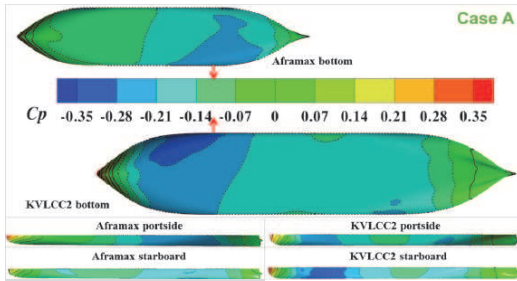 Case A
Aframax bottom
Cp -0.35 -0.28 -0.21 -0.14 -0.07 0 0.07 0.14 0.21 0.28 0.35
KVLCC2 bottom
Aframax portside
KVLCC2 portside
Aframax starboard
KVLCC2 starboard